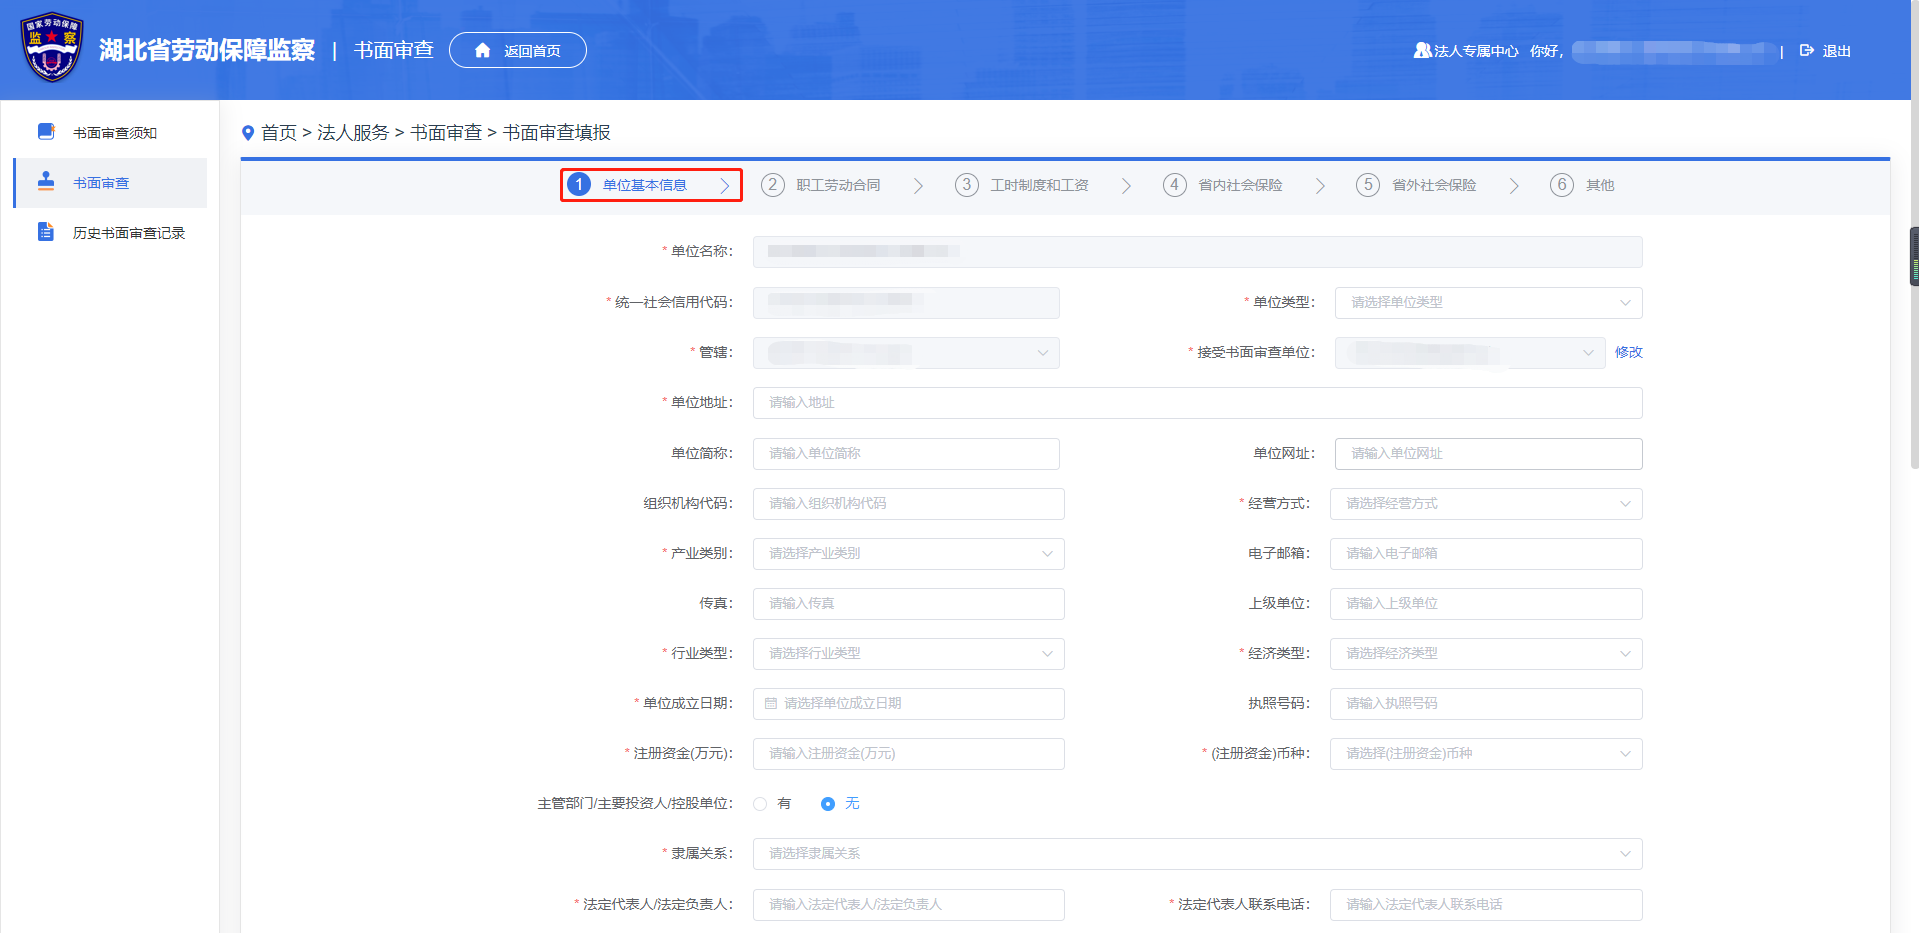 国家劳动保障
监 察
湖北省劳动保障监察 | 书面审查 返回首页
法人专属中心 你好, | 退出
书面审查须知
书面审查
历史书面审查记录
首页 > 法人服务 > 书面审查 > 书面审查填报
1 单位基本信息 2 职工劳动合同 3 工时制度和工资 4 省内社会保险 5 省外社会保险 6 其他
* 单位名称：
* 统一社会信用代码： * 单位类型： 请选择单位类型
* 管辖： * 接受书面审查单位： 修改
* 单位地址： 请输入地址
单位简称： 请输入单位简称 单位网址： 请输入单位网址
组织机构代码： 请输入组织机构代码 * 经营方式： 请选择经营方式
* 产业类别： 请选择产业类别 电子邮箱： 请输入电子邮箱
传真： 请输入传真 上级单位： 请输入上级单位
* 行业类型： 请选择行业类型 * 经济类型： 请选择经济类型
* 单位成立日期： 请选择单位成立日期 执照号码： 请输入执照号码
* 注册资金(万元)： 请输入注册资金(万元) * (注册资金)币种： 请选择(注册资金)币种
主管部门/主要投资人/控股单位： 有 无
* 隶属关系： 请选择隶属关系
* 法定代表人/法定负责人： 请输入法定代表人/法定负责人 * 法定代表人联系电话： 请输入法定代表人联系电话